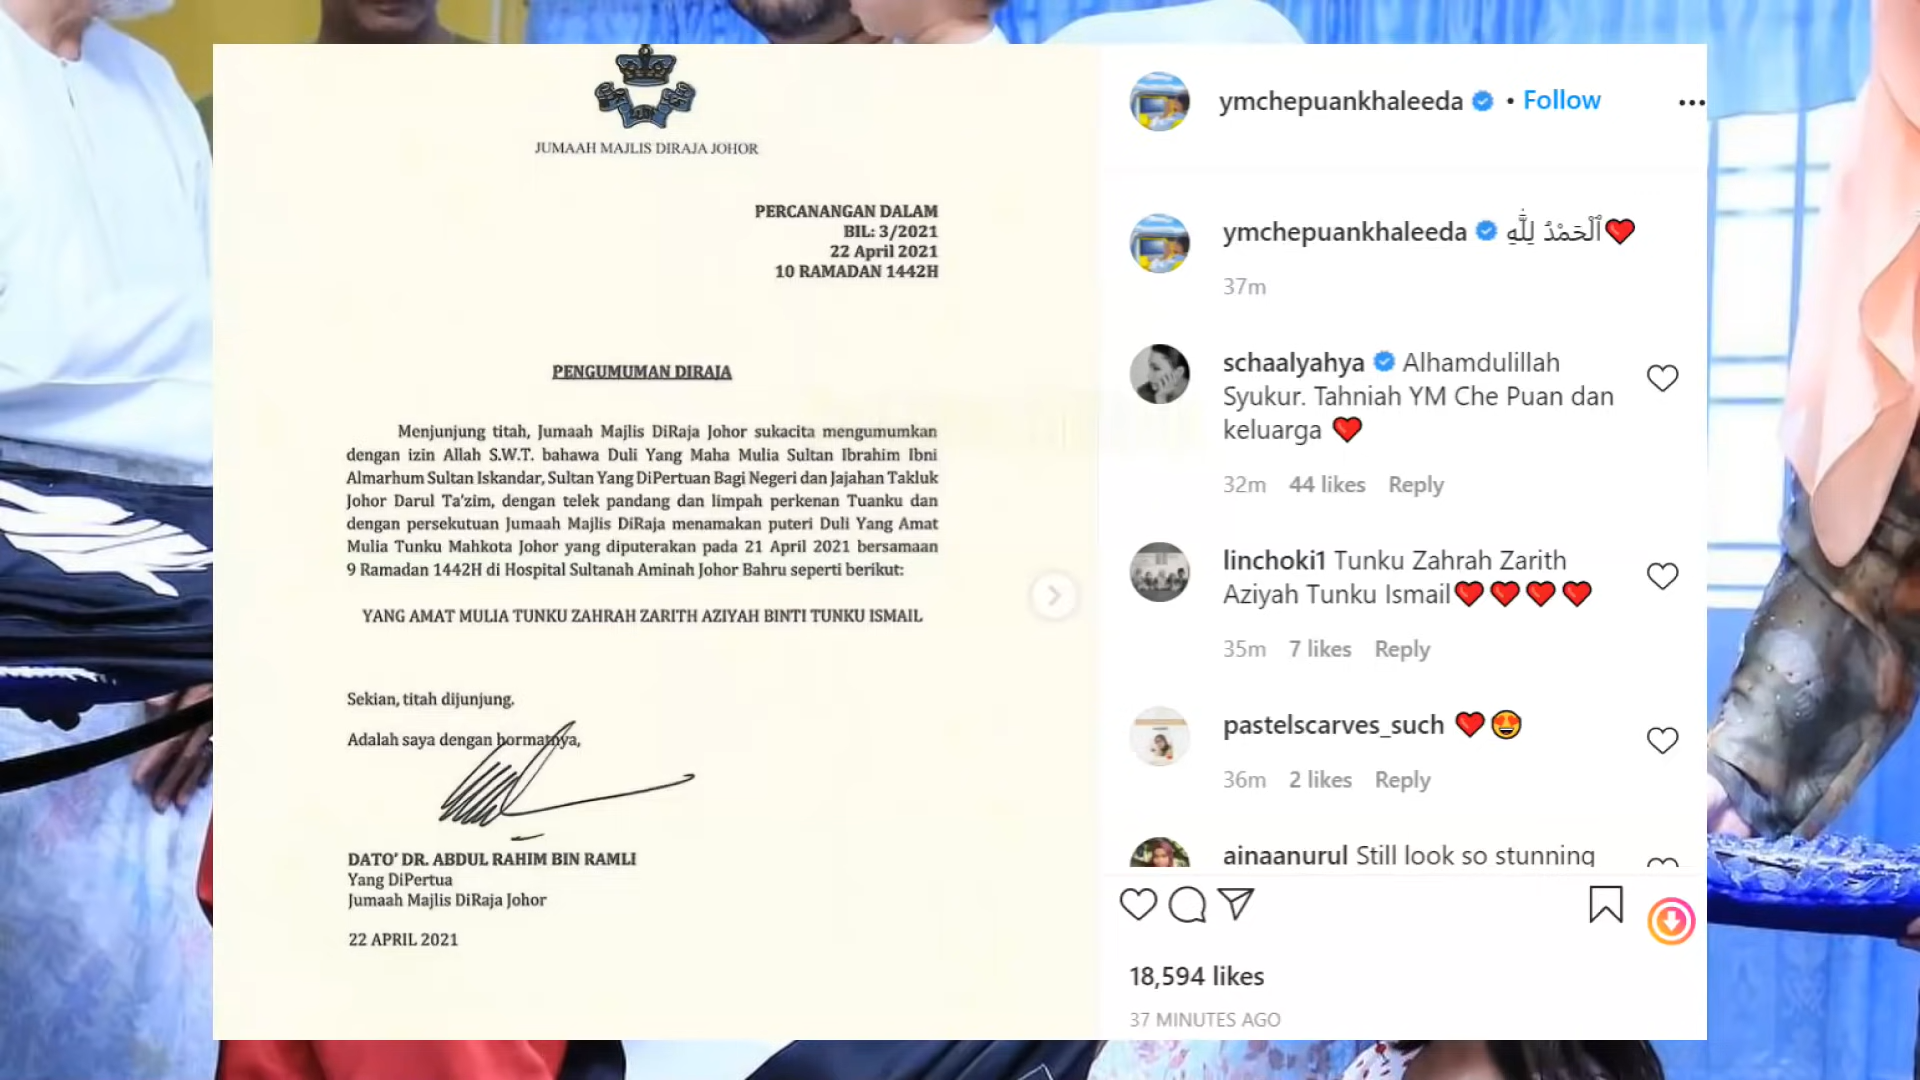 JUMAAH MAJLIS DIRAJA JOHOR
PERCANANGAN DALAM
BIL: 3/2021
22 April 2021
10 RAMADAN 1442H
PENGUMUMAN DIRAJA
Menjunjung titah, Jumaah Majlis DiRaja Johor sukacita mengumumkan
dengan izin Allah S.W.T. bahawa Duli Yang Maha Mulia Sultan Ibrahim Ibni
Almarhum Sultan Iskandar, Sultan Yang DiPertuan Bagi Negeri dan Jajahan Takluk
Johor Darul Ta'zim, dengan telek pandang dan limpah perkenan Tuanku dan
dengan persekutuan Jumaah Majlis DiRaja menamakan puteri Duli Yang Amat
Mulia Tunku Mahkota Johor yang diputerakan pada 21 April 2021 bersamaan
9 Ramadan 1442H di Hospital Sultanah Aminah Johor Bahru seperti berikut:
YANG AMAT MULIA TUNKU ZAHRAH ZARITH AZIYAH BINTI TUNKU ISMAIL
Sekian, titah dijunjung.
Adalah saya dengan hormatnya,
DATO' DR. ABDUL RAHIM BIN RAMLI
Yang DiPertua
Jumaah Majlis DiRaja Johor
22 APRIL 2021
ymchepuankhaleeda • Follow
ymchepuankhaleeda ٱلْحَمْدُ لِلَّٰهِ❤️
37m
schaalyahya Alhamdulillah
Syukur. Tahniah YM Che Puan dan
keluarga ❤️
32m 44 likes Reply
linchoki1 Tunku Zahrah Zarith
Aziyah Tunku Ismail❤️❤️❤️❤️
35m 7 likes Reply
pastelscarves_such ❤️😍
36m 2 likes Reply
ainaanurul Still look so stunning
18,594 likes
37 MINUTES AGO